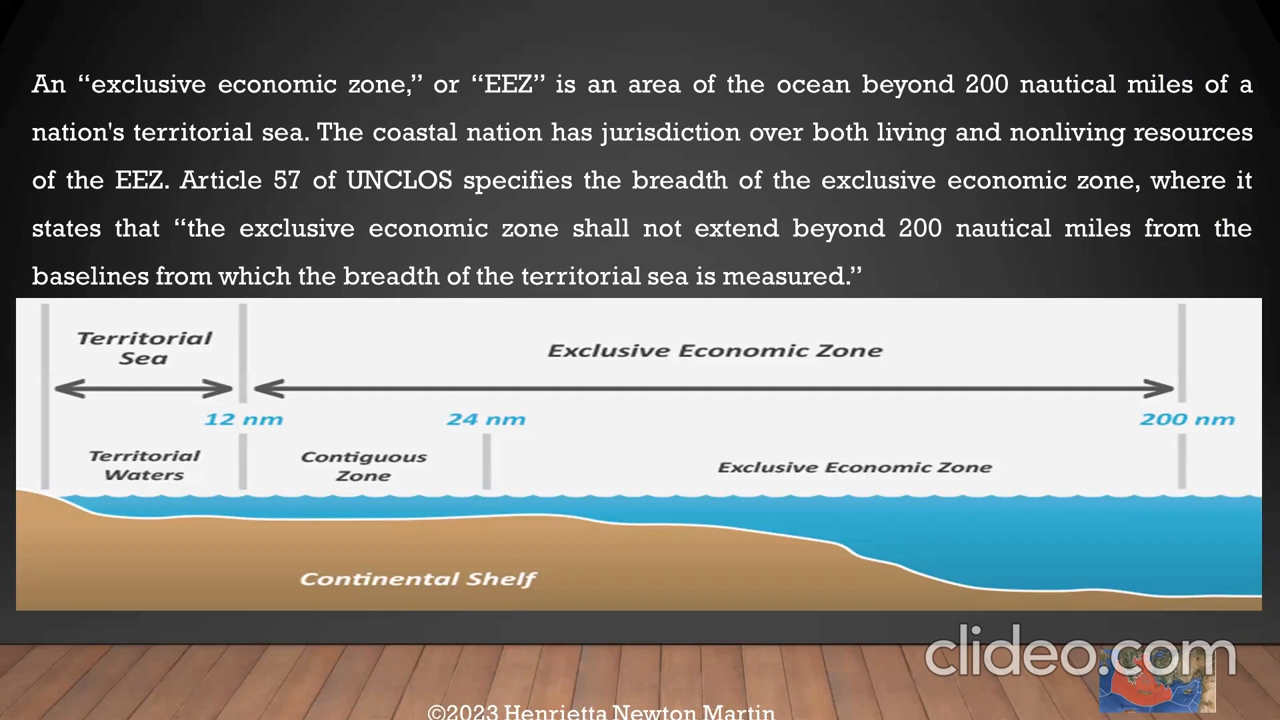 An “exclusive economic zone,” or “EEZ” is an area of the ocean beyond 200 nautical miles of a
nation's territorial sea. The coastal nation has jurisdiction over both living and nonliving resources
of the EEZ. Article 57 of UNCLOS specifies the breadth of the exclusive economic zone, where it
states that “the exclusive economic zone shall not extend beyond 200 nautical miles from the
baselines from which the breadth of the territorial sea is measured.”
Territorial
Sea
Exclusive Economic Zone
12 nm
24 nm
200 nm
Territorial
Waters
Contiguous
Zone
Exclusive Economic Zone
Continental Shelf
clideo.com
©2023 Henrietta Newton Martin